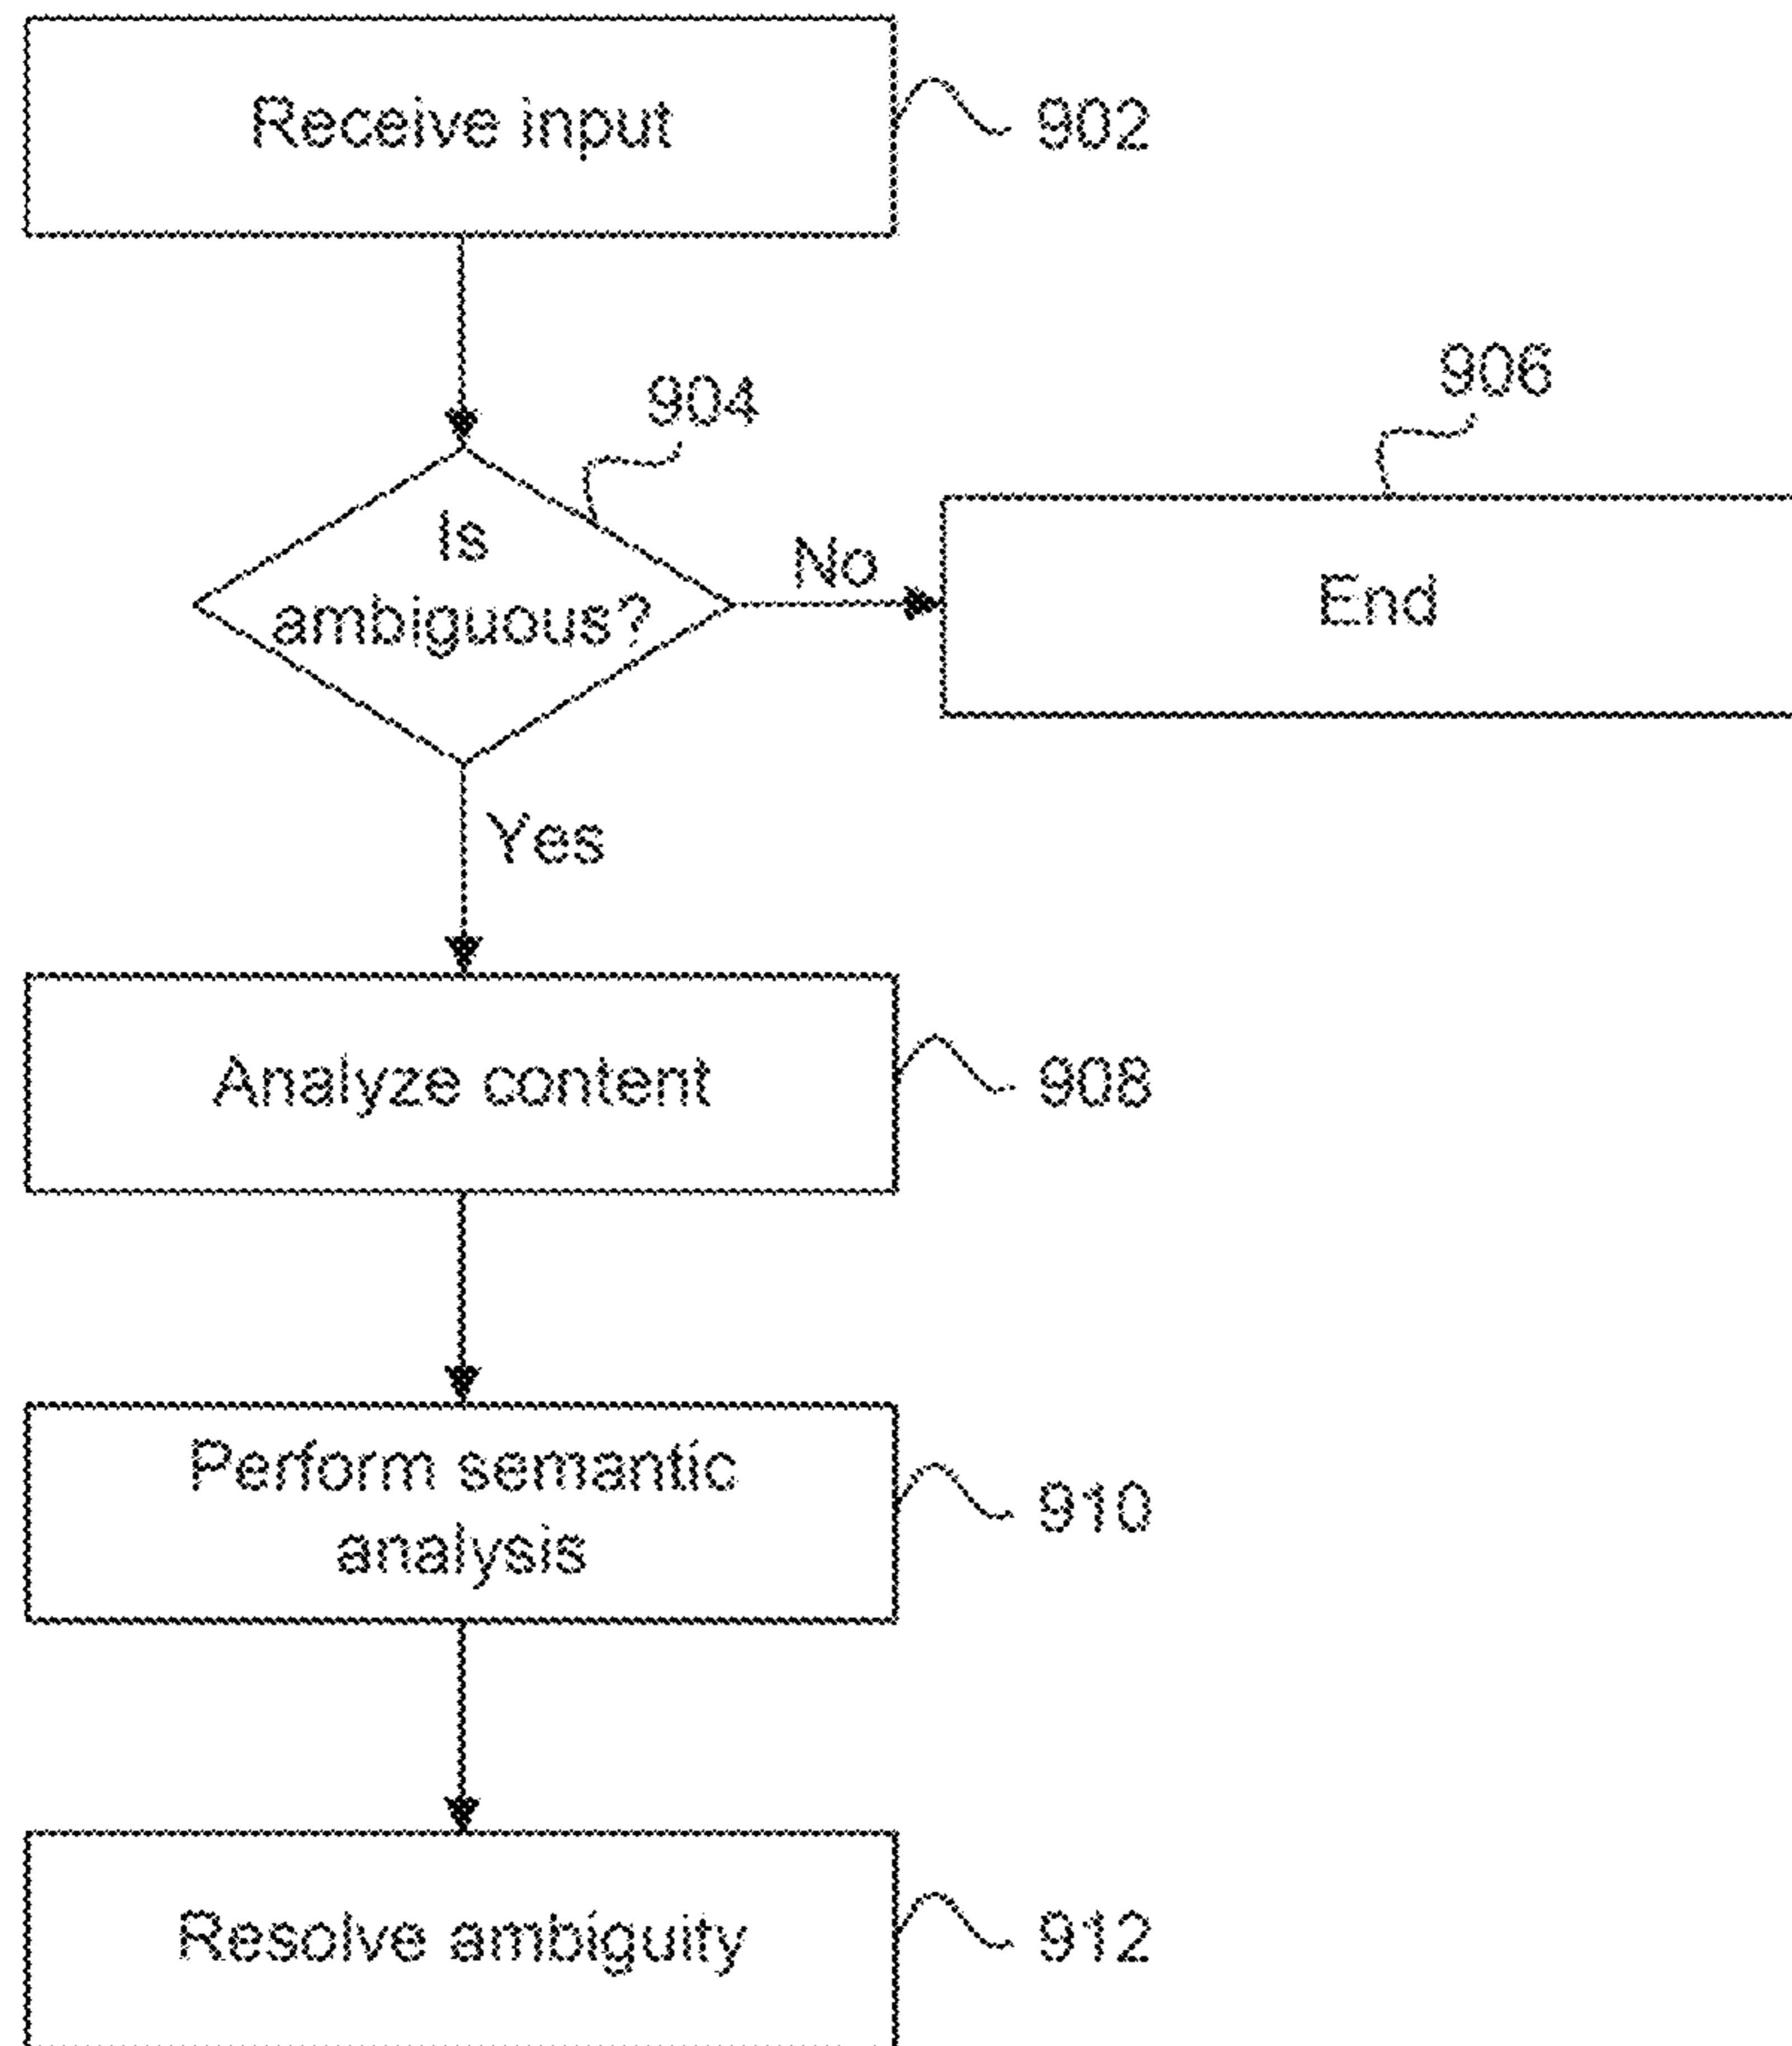 Receive input
902
904
906
Is
ambiguous?
No
End
Yes
Analyze content
908
Perform semantic
analysis
910
Resolve ambiguity
912